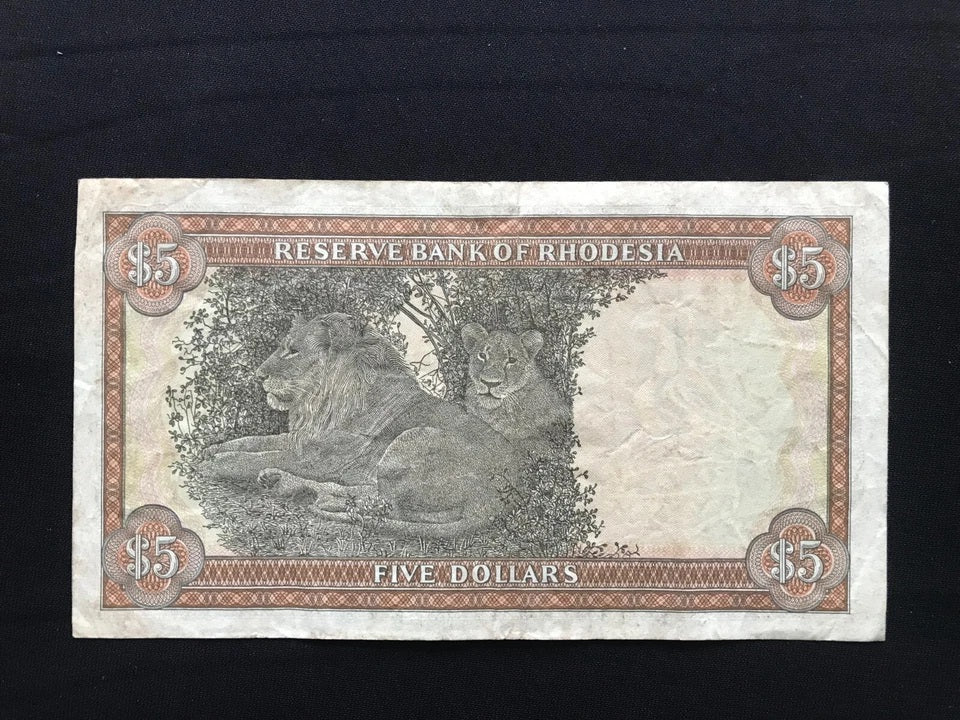 $5 RESERVE BANK OF RHODESIA $5
$5 FIVE DOLLARS $5